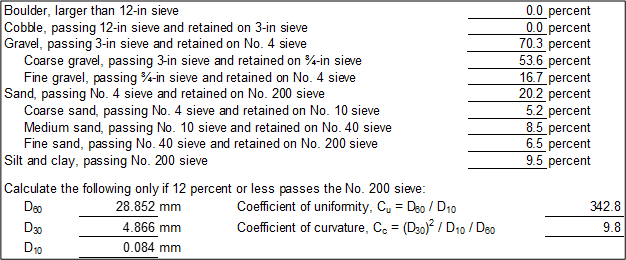 Boulder, larger than 12-in sieve 0.0 percent
Cobble, passing 12-in sieve and retained on 3-in sieve 0.0 percent
Gravel, passing 3-in sieve and retained on No. 4 sieve 70.3 percent
Coarse gravel, passing 3-in sieve and retained on ¾-in sieve 53.6 percent
Fine gravel, passing ¾-in sieve and retained on No. 4 sieve 16.7 percent
Sand, passing No. 4 sieve and retained on No. 200 sieve 20.2 percent
Coarse sand, passing No. 4 sieve and retained on No. 10 sieve 5.2 percent
Medium sand, passing No. 10 sieve and retained on No. 40 sieve 8.5 percent
Fine sand, passing No. 40 sieve and retained on No. 200 sieve 6.5 percent
Silt and clay, passing No. 200 sieve 9.5 percent
Calculate the following only if 12 percent or less passes the No. 200 sieve:
D60 28.852 mm Coefficient of uniformity, Cu = D60 / D10 342.8
D30 4.866 mm Coefficient of curvature, Cc = (D30)² / D10 / D60 9.8
D10 0.084 mm